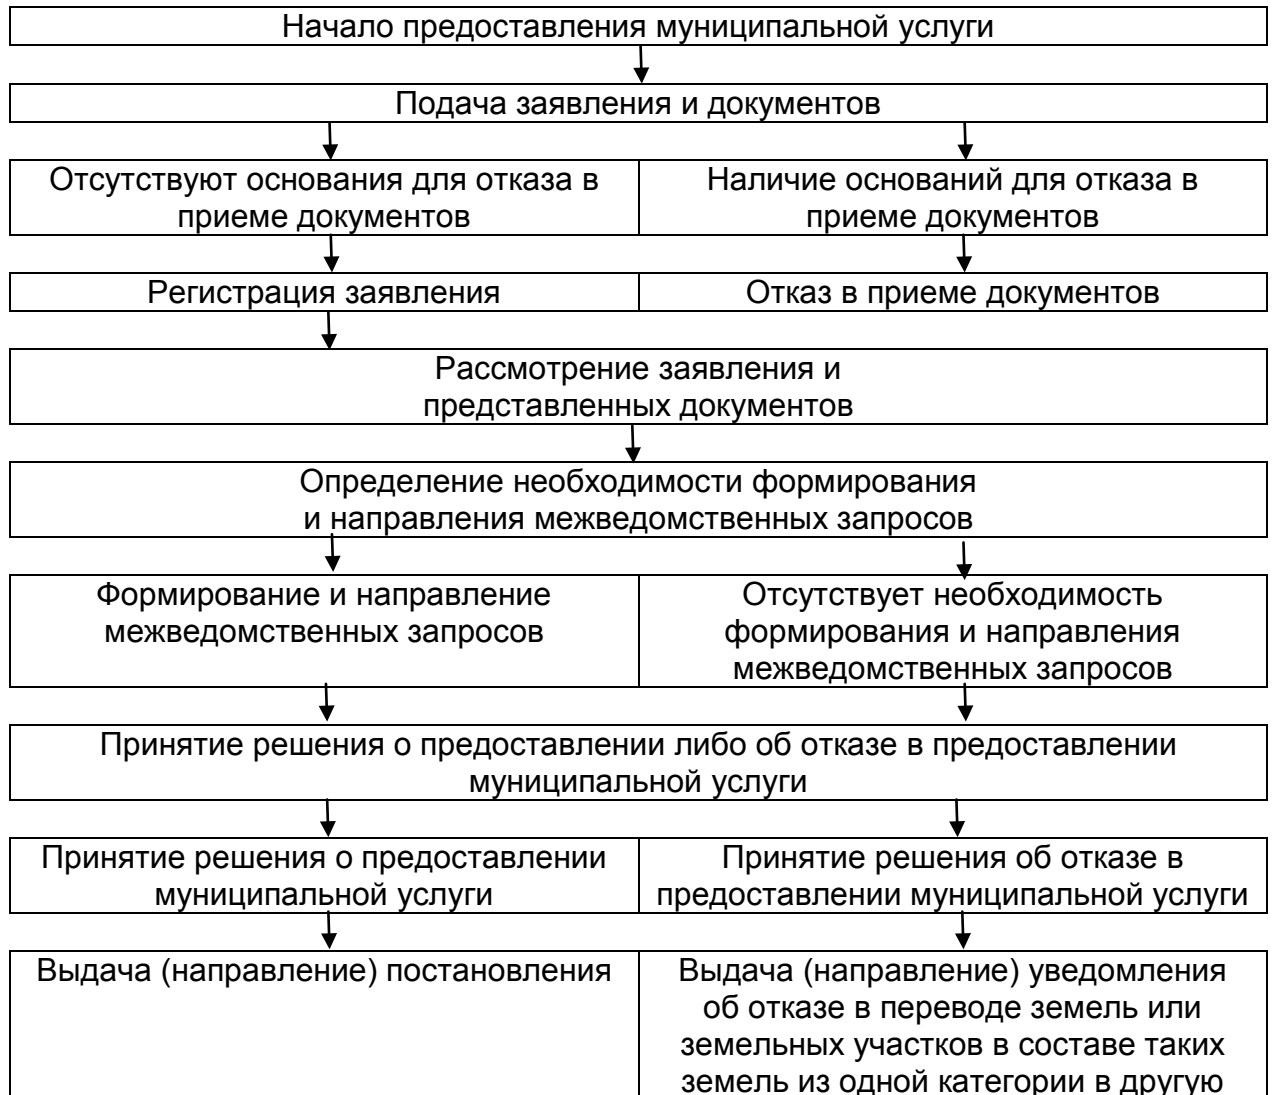 Начало предоставления муниципальной услуги
Подача заявления и документов
Отсутствуют основания для отказа в
приеме документов
Наличие оснований для отказа в
приеме документов
Регистрация заявления
Отказ в приеме документов
Рассмотрение заявления и
представленных документов
Определение необходимости формирования
и направления межведомственных запросов
Формирование и направление
межведомственных запросов
Отсутствует необходимость
формирования и направления
межведомственных запросов
Принятие решения о предоставлении либо об отказе в предоставлении
муниципальной услуги
Принятие решения о предоставлении
муниципальной услуги
Принятие решения об отказе в
предоставлении муниципальной услуги
Выдача (направление) постановления
Выдача (направление) уведомления
об отказе в переводе земель или
земельных участков в составе таких
земель из одной категории в другую